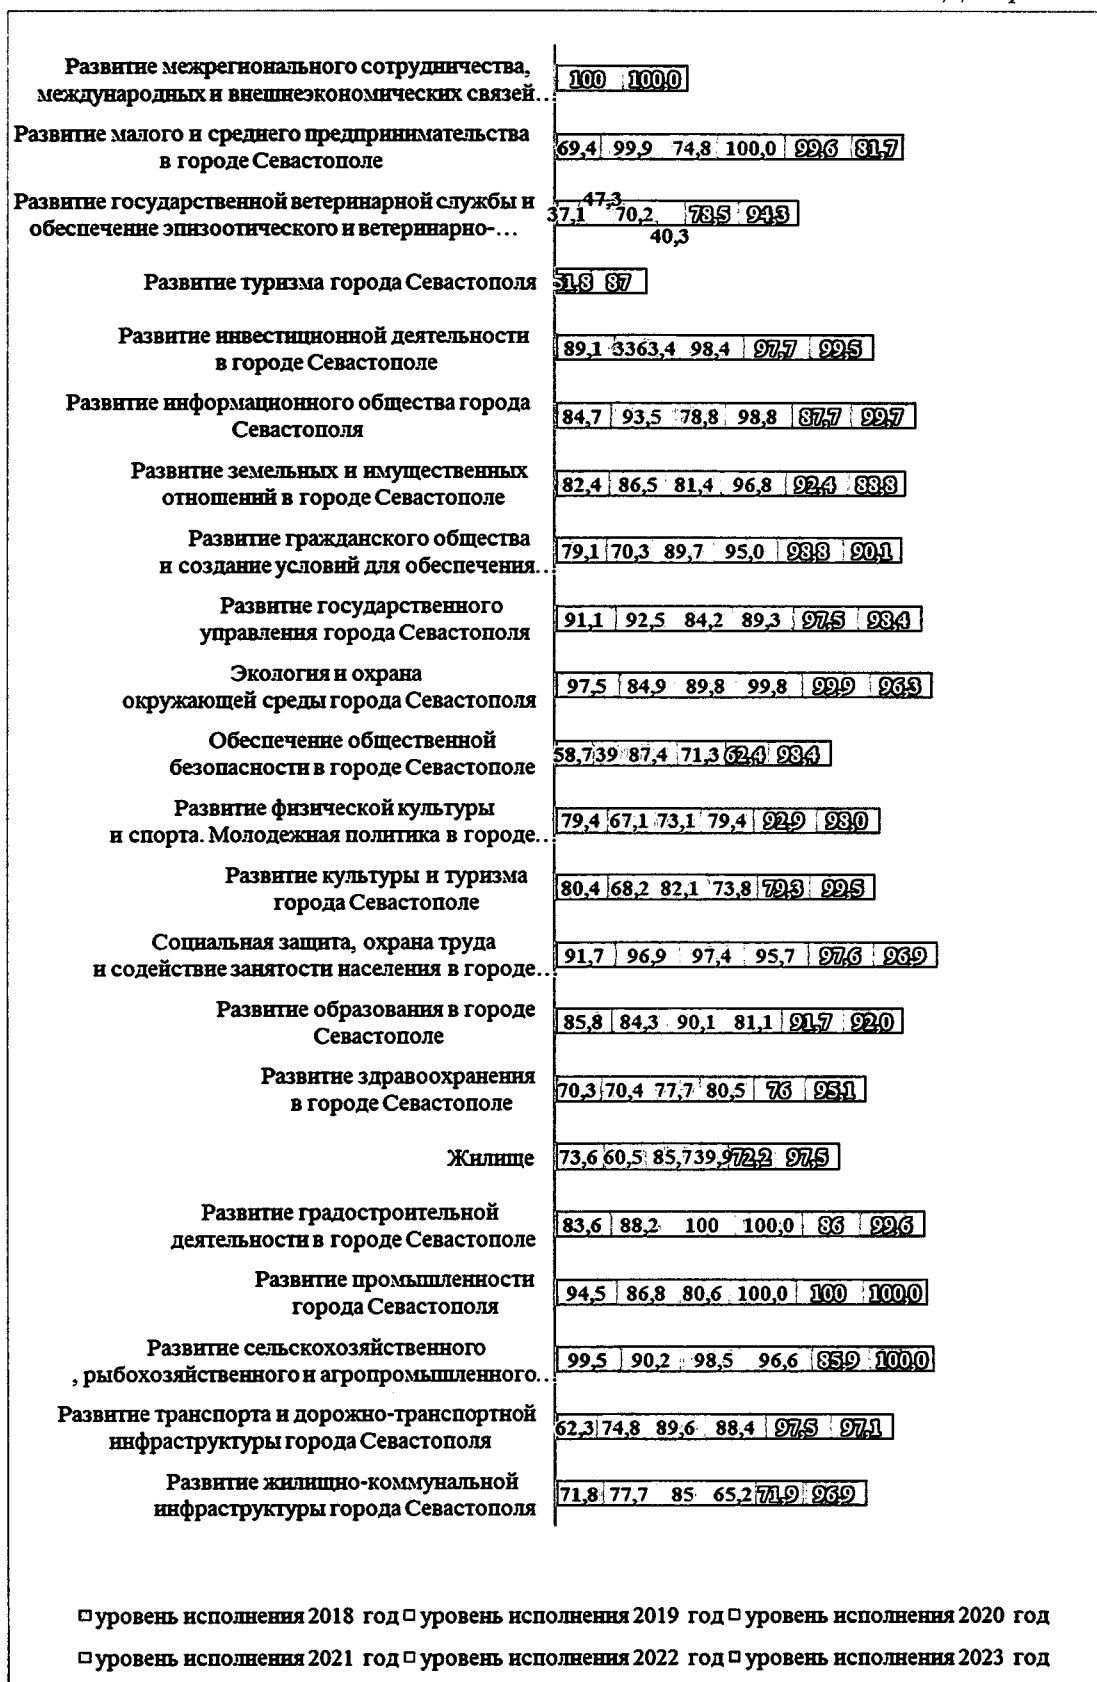 Развитие межрегионального сотрудничества,
международных и внешнеэкономических связей..
100 100,0
Развитие малого и среднего предпринимательства
в городе Севастополе
69,4 99,9 74,8 100,0 99,6 81,7
Развитие государственной ветеринарной службы и
обеспечение эпизоотического и ветеринарно-...
47,3
37,1 70,2 78,5 94,3
40,3
Развитие туризма города Севастополя
51,8 87
Развитие инвестиционной деятельности
в городе Севастополе
89,1 33 63,4 98,4 97,7 99,5
Развитие информационного общества города
Севастополя
84,7 93,5 78,8 98,8 87,7 99,7
Развитие земельных и имущественных
отношений в городе Севастополе
82,4 86,5 81,4 96,8 92,4 88,8
Развитие гражданского общества
и создание условий для обеспечения..
79,1 70,3 89,7 95,0 98,8 90,1
Развитие государственного
управления города Севастополя
91,1 92,5 84,2 89,3 97,5 98,4
Экология и охрана
окружающей среды города Севастополя
97,5 84,9 89,8 99,8 99,9 96,3
Обеспечение общественной
безопасности в городе Севастополе
58,7 39 87,4 71,3 62,4 98,4
Развитие физической культуры
и спорта. Молодежная политика в городе..
79,4 67,1 73,1 79,4 92,9 98,0
Развитие культуры и туризма
города Севастополе
80,4 68,2 82,1 73,8 79,3 99,5
Социальная защита, охрана труда
и содействие занятости населения в городе..
91,7 96,9 97,4 95,7 97,6 96,9
Развитие образования в городе
Севастополе
85,8 84,3 90,1 81,1 91,7 92,0
Развитие здравоохранения
в городе Севастополе
70,3 70,4 77,7 80,5 76 95,1
Жилище
73,6 60,5 85,7 39,9 72,2 97,5
Развитие градостроительной
деятельности в городе Севастополе
83,6 88,2 100 100,0 86 99,6
Развитие промышленности
города Севастополя
94,5 86,8 80,6 100,0 100 100,0
Развитие сельскохозяйственного
, рыбохозяйственного и агропромышленного..
99,5 90,2 98,5 96,6 85,9 100,0
Развитие транспорта и дорожно-транспортной
инфраструктуры города Севастополя
62,3 74,8 89,6 88,4 97,5 97,1
Развитие жилищно-коммунальной
инфраструктуры города Севастополя
71,8 77,7 85 65,2 71,9 96,9
уровень исполнения 2018 год уровень исполнения 2019 год уровень исполнения 2020 год
уровень исполнения 2021 год уровень исполнения 2022 год уровень исполнения 2023 год